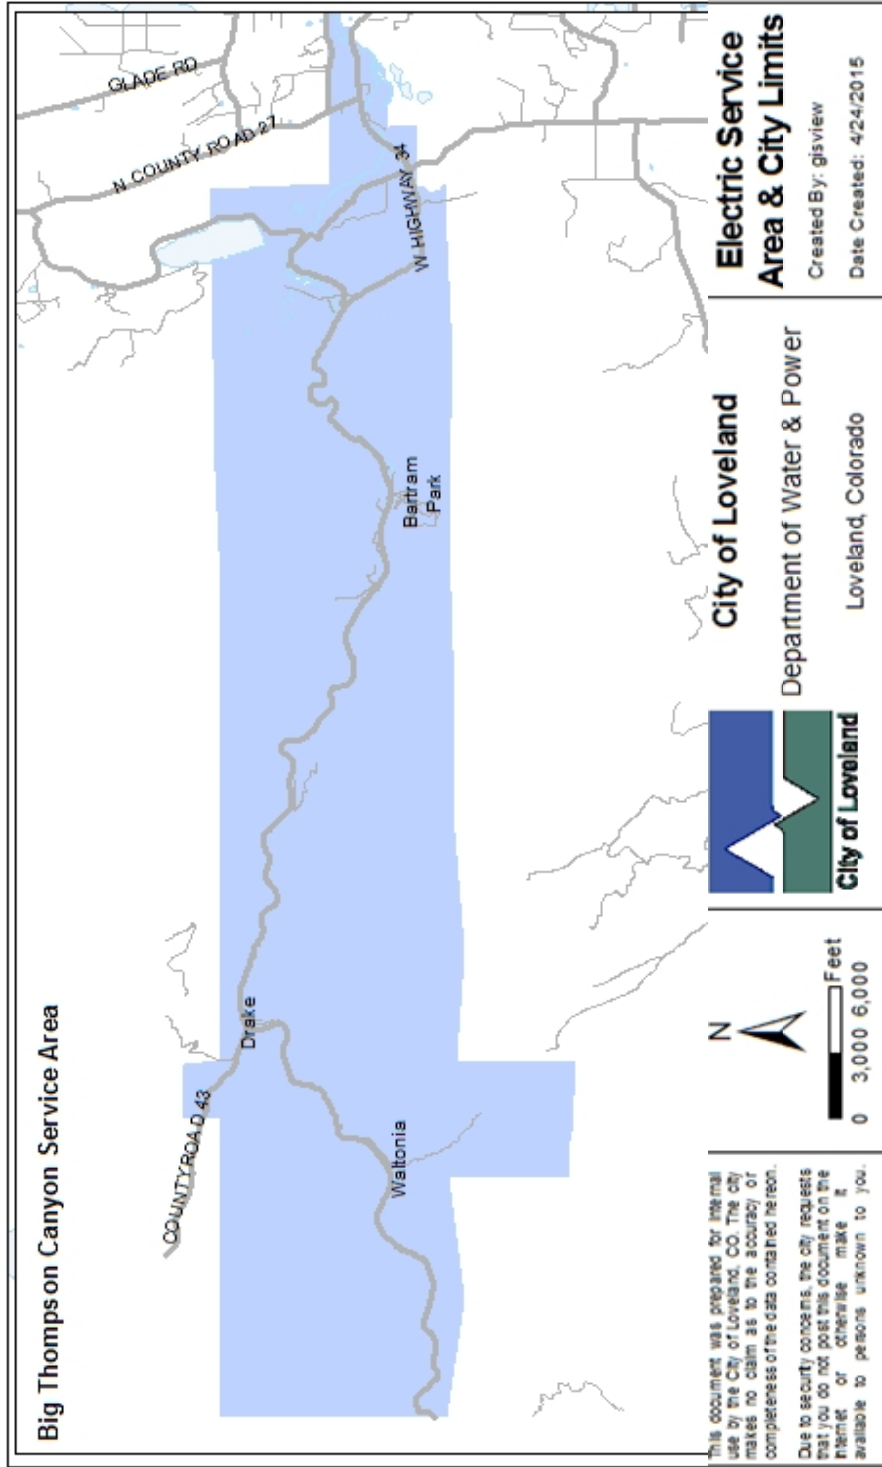 Big Thompson Canyon Service Area
COUNTY ROAD 43
Drake
Waltonia
Bartram
Park
W HIGHWAY 34
N COUNTY ROAD 27
GLADE RD
This document was prepared for internal
use by the City of Loveland, CO. The city
makes no claim as to the accuracy or
completeness of the data contained hereon.
Due to security concerns, the city requests
that you do not post this document on the
internet or otherwise make it
available to persons unknown to you.
N
Feet
0 3,000 6,000
City of Loveland
City of Loveland
Department of Water & Power
Loveland, Colorado
Electric Service
Area & City Limits
Created By: gisview
Date Created: 4/24/2015